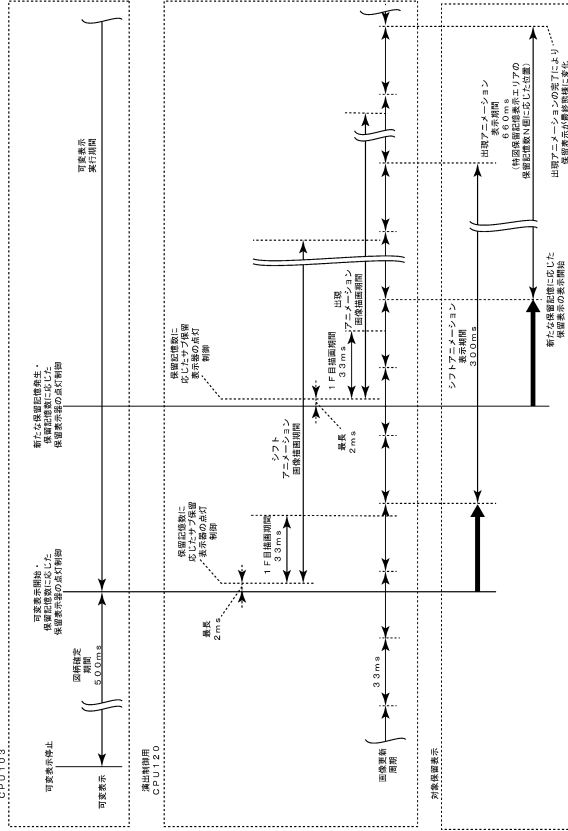 CPU103
可変表示停止
可変表示
図柄確定
期間
500ms
可変表示開始・
保留記憶数に応じた
保留表示器の点灯制御
新たな保留記憶発生・
保留記憶数に応じた
保留表示器の点灯制御
可変表示
実行期間
演出制御用
CPU120
最長
2ms
保留記憶数に
応じたサブ保留
表示器の点灯
制御
1F目描画期間
33ms
シフト
アニメーション
画像描画期間
最長
2ms
保留記憶数に
応じたサブ保留
表示器の点灯
制御
1F目描画期間
33ms
出現
アニメーション
画像描画期間
画像更新
周期
33ms
対象保留表示
シフトアニメーション
表示期間
300ms
新たな保留記憶に応じた
保留表示の表示開始
出現アニメーション
表示期間
660ms
(特図保留記憶表示エリアの
保留記憶数N個に応じた位置)
出現アニメーションの完了により
保留表示が最終態様に変化